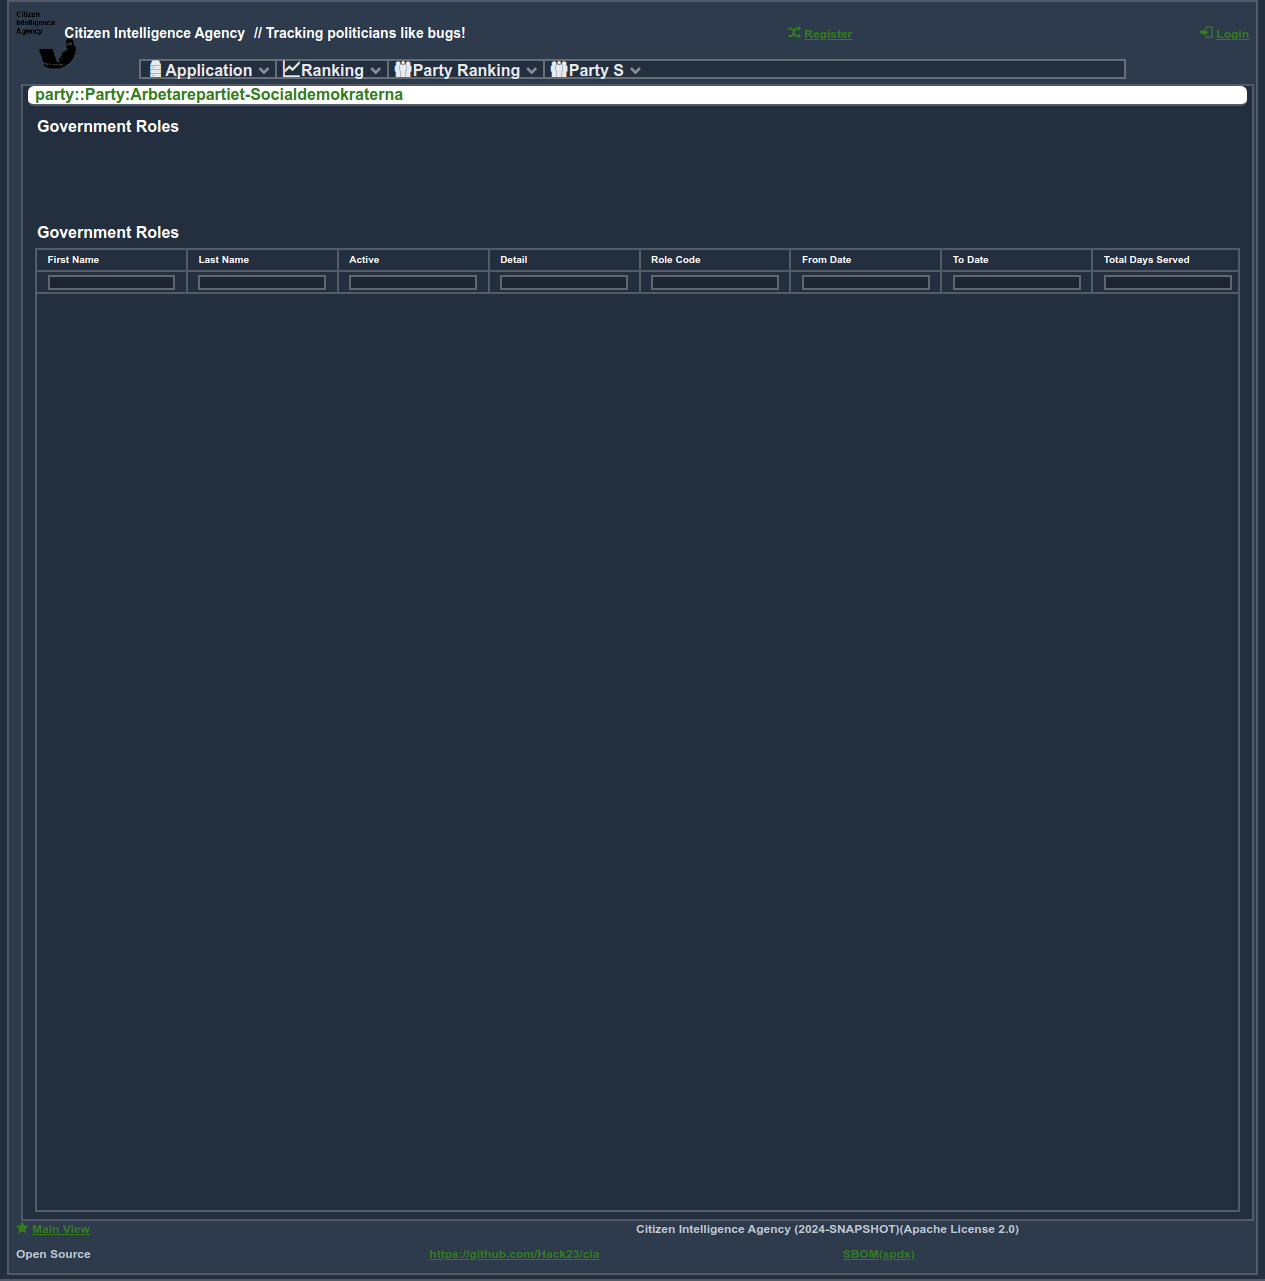 Citizen
Intelligence
Agency
Citizen Intelligence Agency // Tracking politicians like bugs!
Register
Login
Application
Ranking
Party Ranking
Party S
party::Party:Arbetarepartiet-Socialdemokraterna
Government Roles
Government Roles
First Name
Last Name
Active
Detail
Role Code
From Date
To Date
Total Days Served
Main View
Citizen Intelligence Agency (2024-SNAPSHOT)(Apache License 2.0)
Open Source
https://github.com/Hack23/cia
SBOM(spdx)